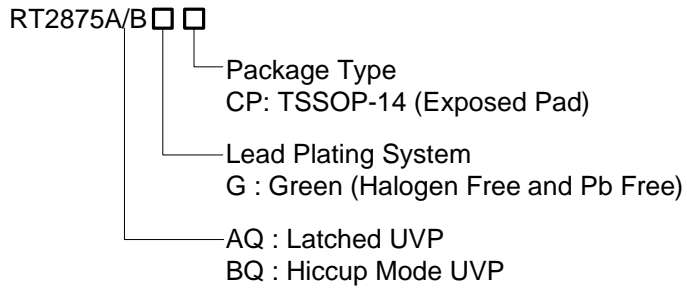 RT2875A/B□ □
Package Type
CP: TSSOP-14 (Exposed Pad)
Lead Plating System
G : Green (Halogen Free and Pb Free)
AQ : Latched UVP
BQ : Hiccup Mode UVP